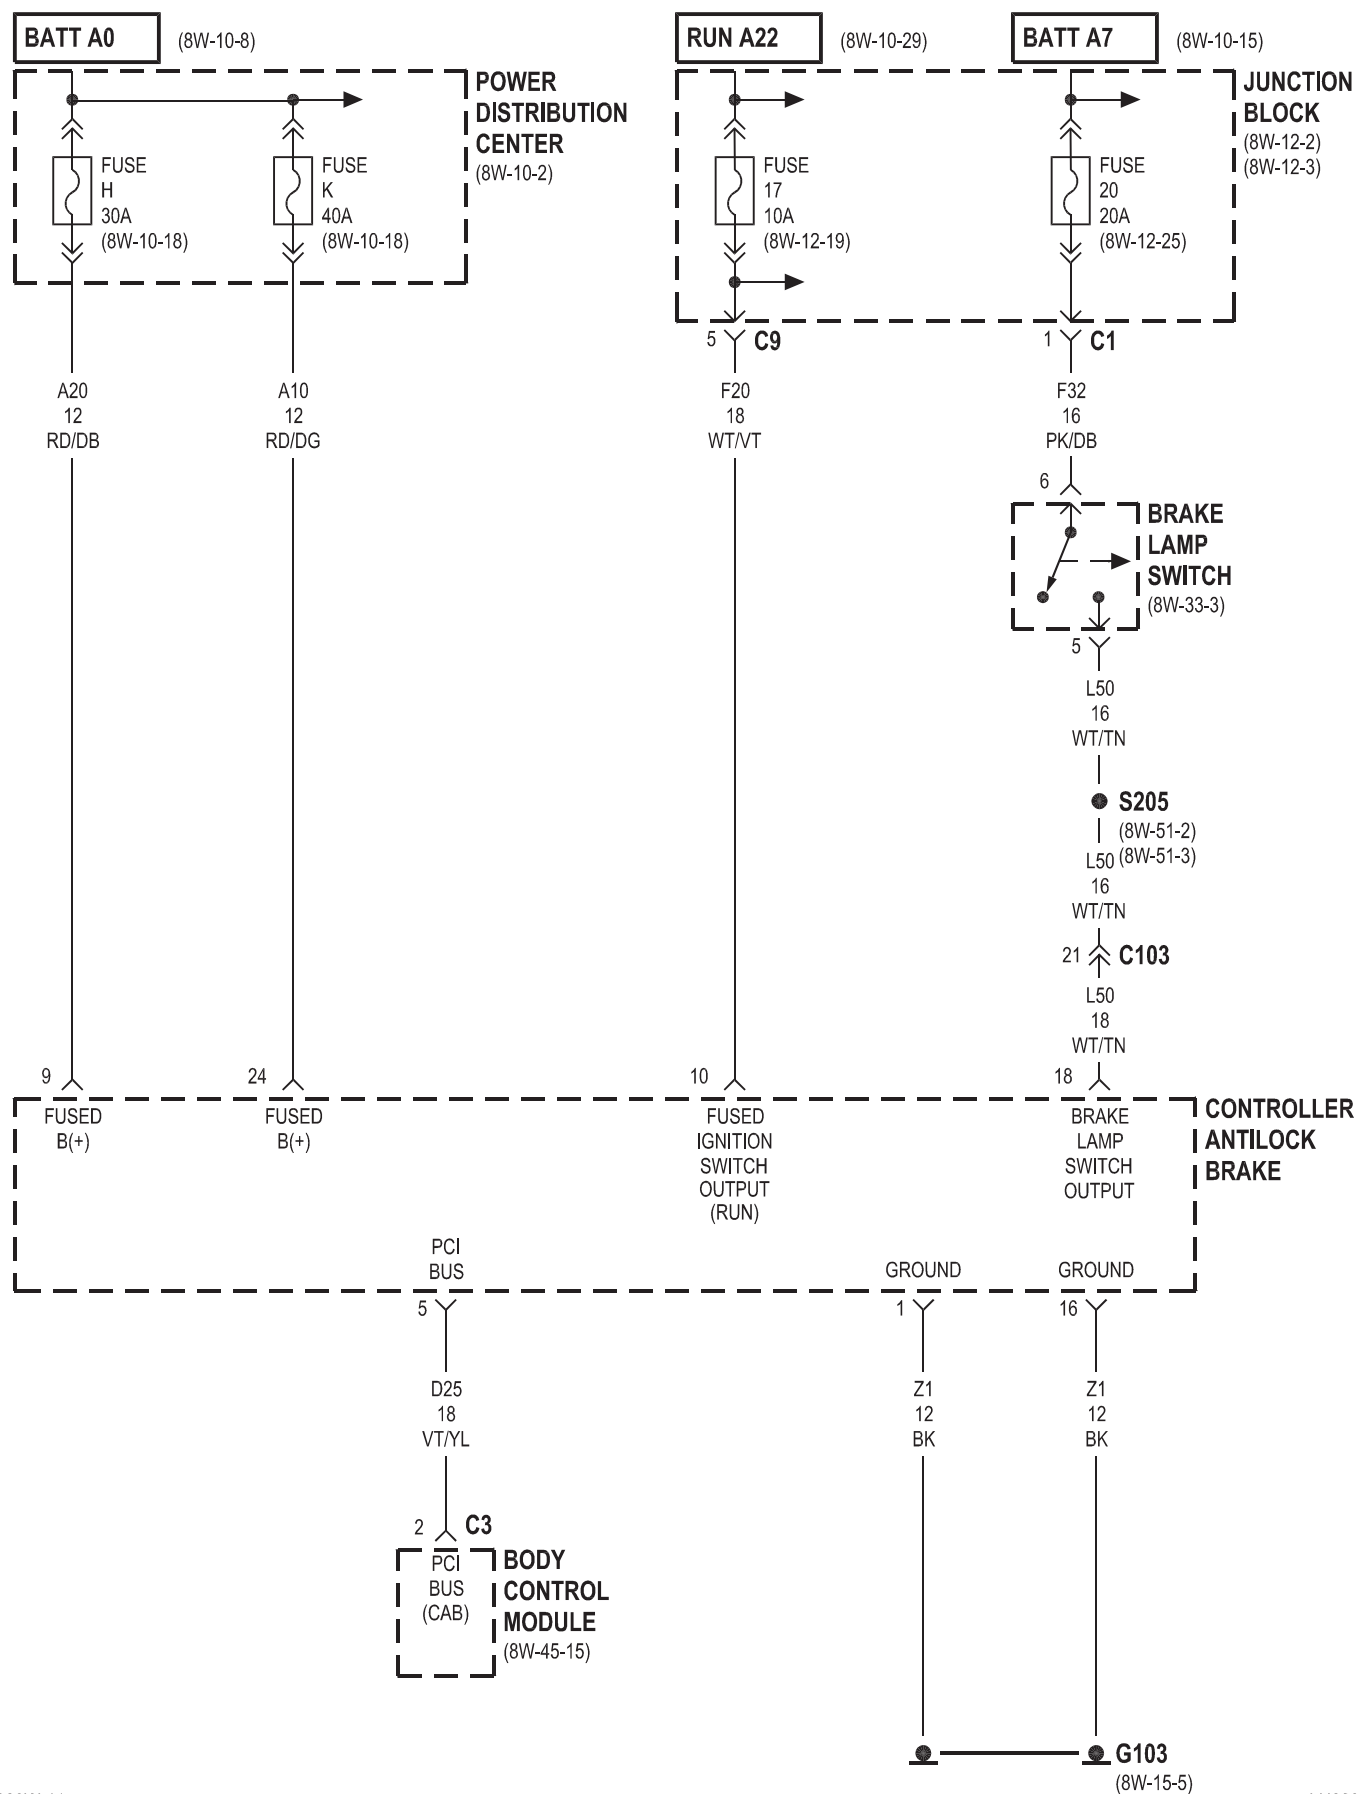 BATT A0 (8W-10-8)
RUN A22 (8W-10-29)
BATT A7 (8W-10-15)
POWER
DISTRIBUTION
CENTER
(8W-10-2)
JUNCTION
BLOCK
(8W-12-2)
(8W-12-3)
FUSE
H
30A
(8W-10-18)
FUSE
K
40A
(8W-10-18)
FUSE
17
10A
(8W-12-19)
FUSE
20
20A
(8W-12-25)
5 C9
1 C1
A20
12
RD/DB
A10
12
RD/DG
F20
18
WT/VT
F32
16
PK/DB
6
BRAKE
LAMP
SWITCH
(8W-33-3)
5
L50
16
WT/TN
S205
(8W-51-2)
(8W-51-3)
L50
16
WT/TN
21 C103
L50
18
WT/TN
9
24
10
18
FUSED
B(+)
FUSED
B(+)
FUSED
IGNITION
SWITCH
OUTPUT
(RUN)
BRAKE
LAMP
SWITCH
OUTPUT
CONTROLLER
ANTILOCK
BRAKE
PCI
BUS
GROUND
GROUND
5
1
16
D25
18
VT/YL
Z1
12
BK
Z1
12
BK
2 C3
PCI
BUS
(CAB)
BODY
CONTROL
MODULE
(8W-45-15)
G103
(8W-15-5)